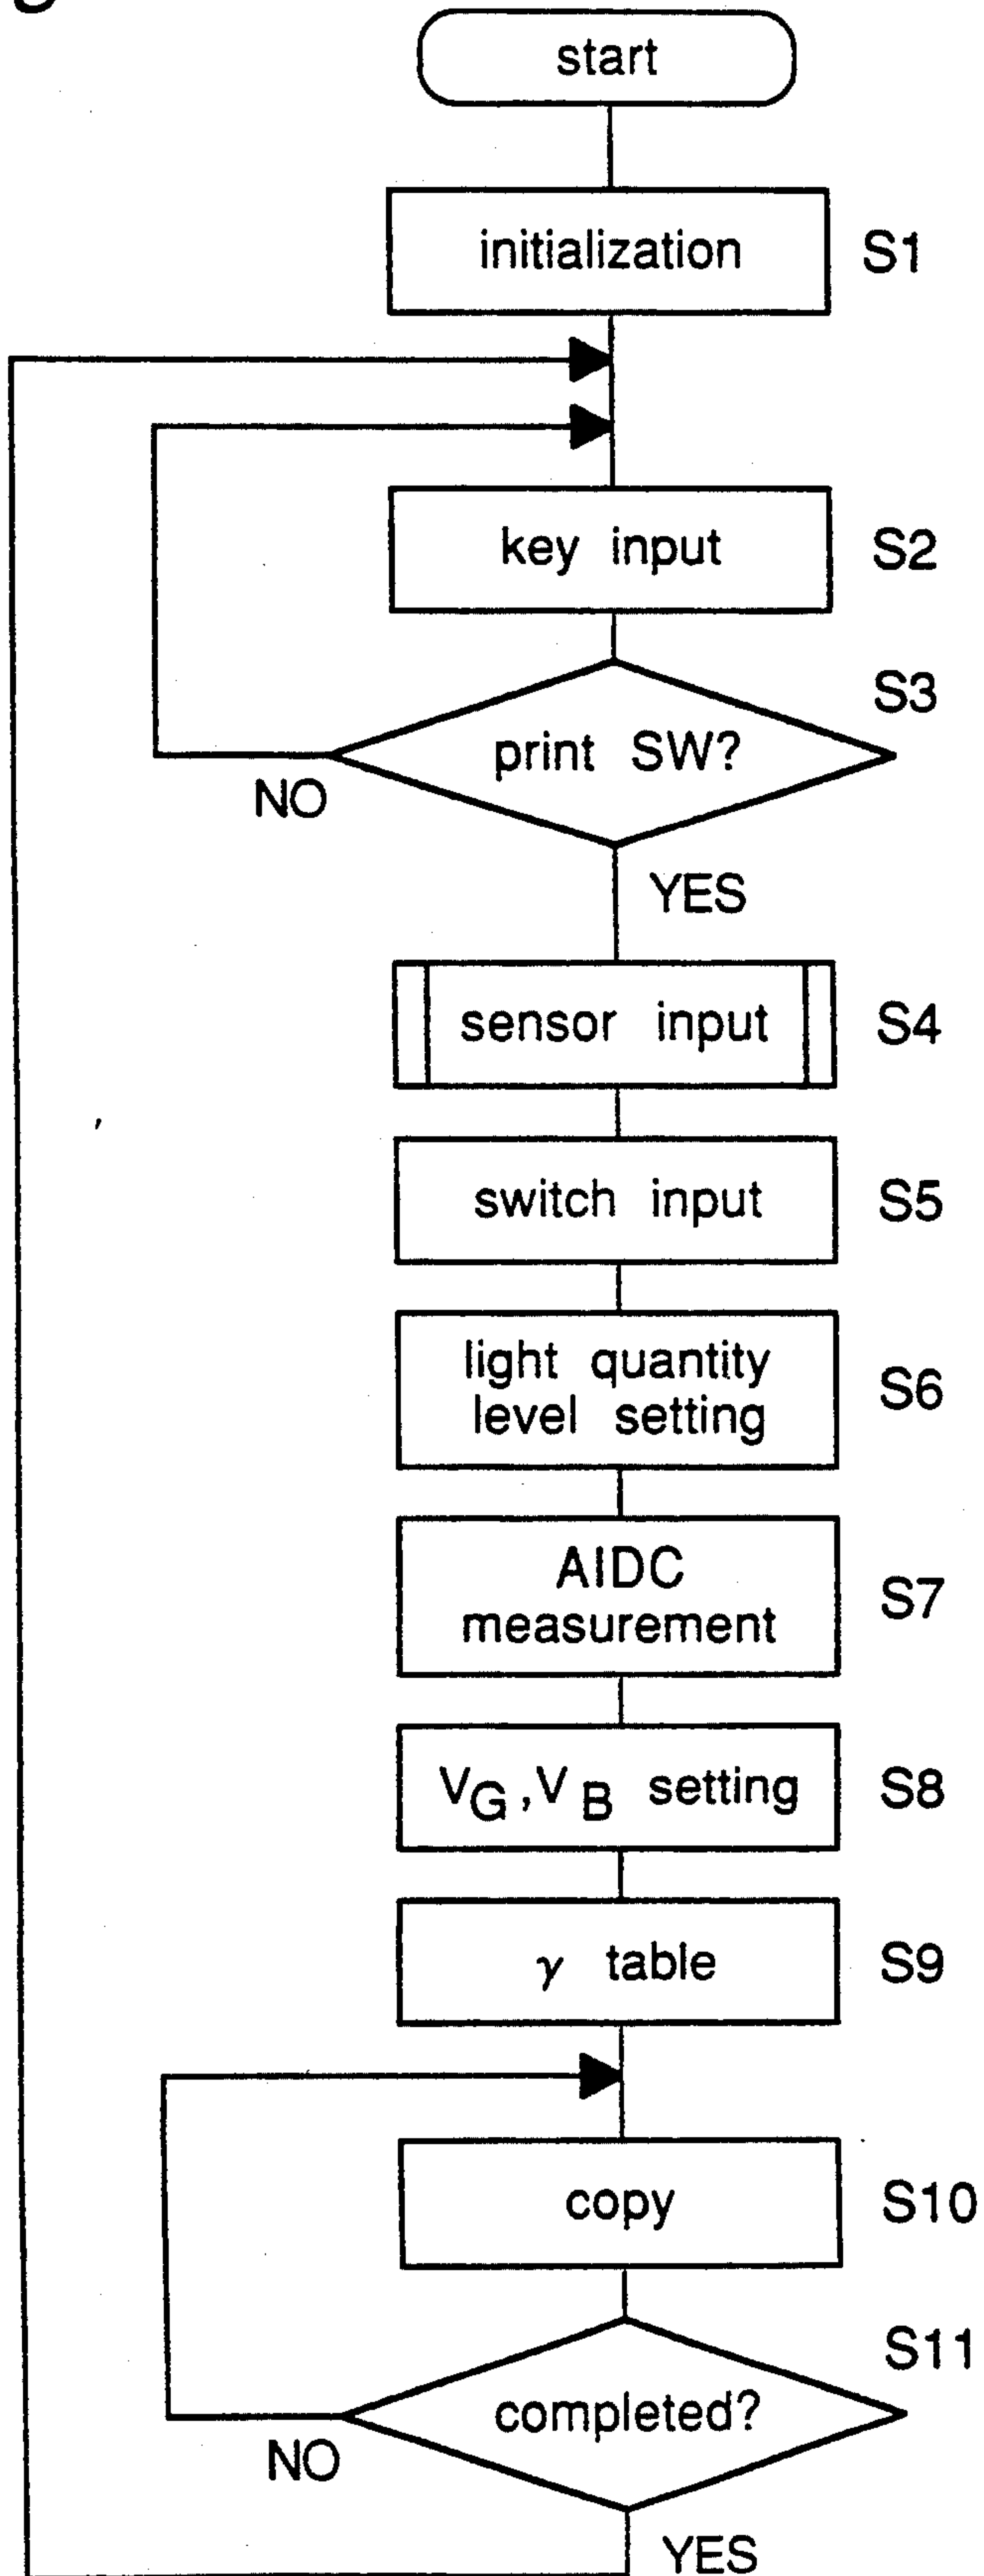 start
initialization S1
key input S2
S3
print SW?
NO
YES
sensor input S4
switch input S5
light quantity
level setting S6
AIDC
measurement S7
VG, VB setting S8
γ table S9
copy S10
S11
completed?
NO
YES